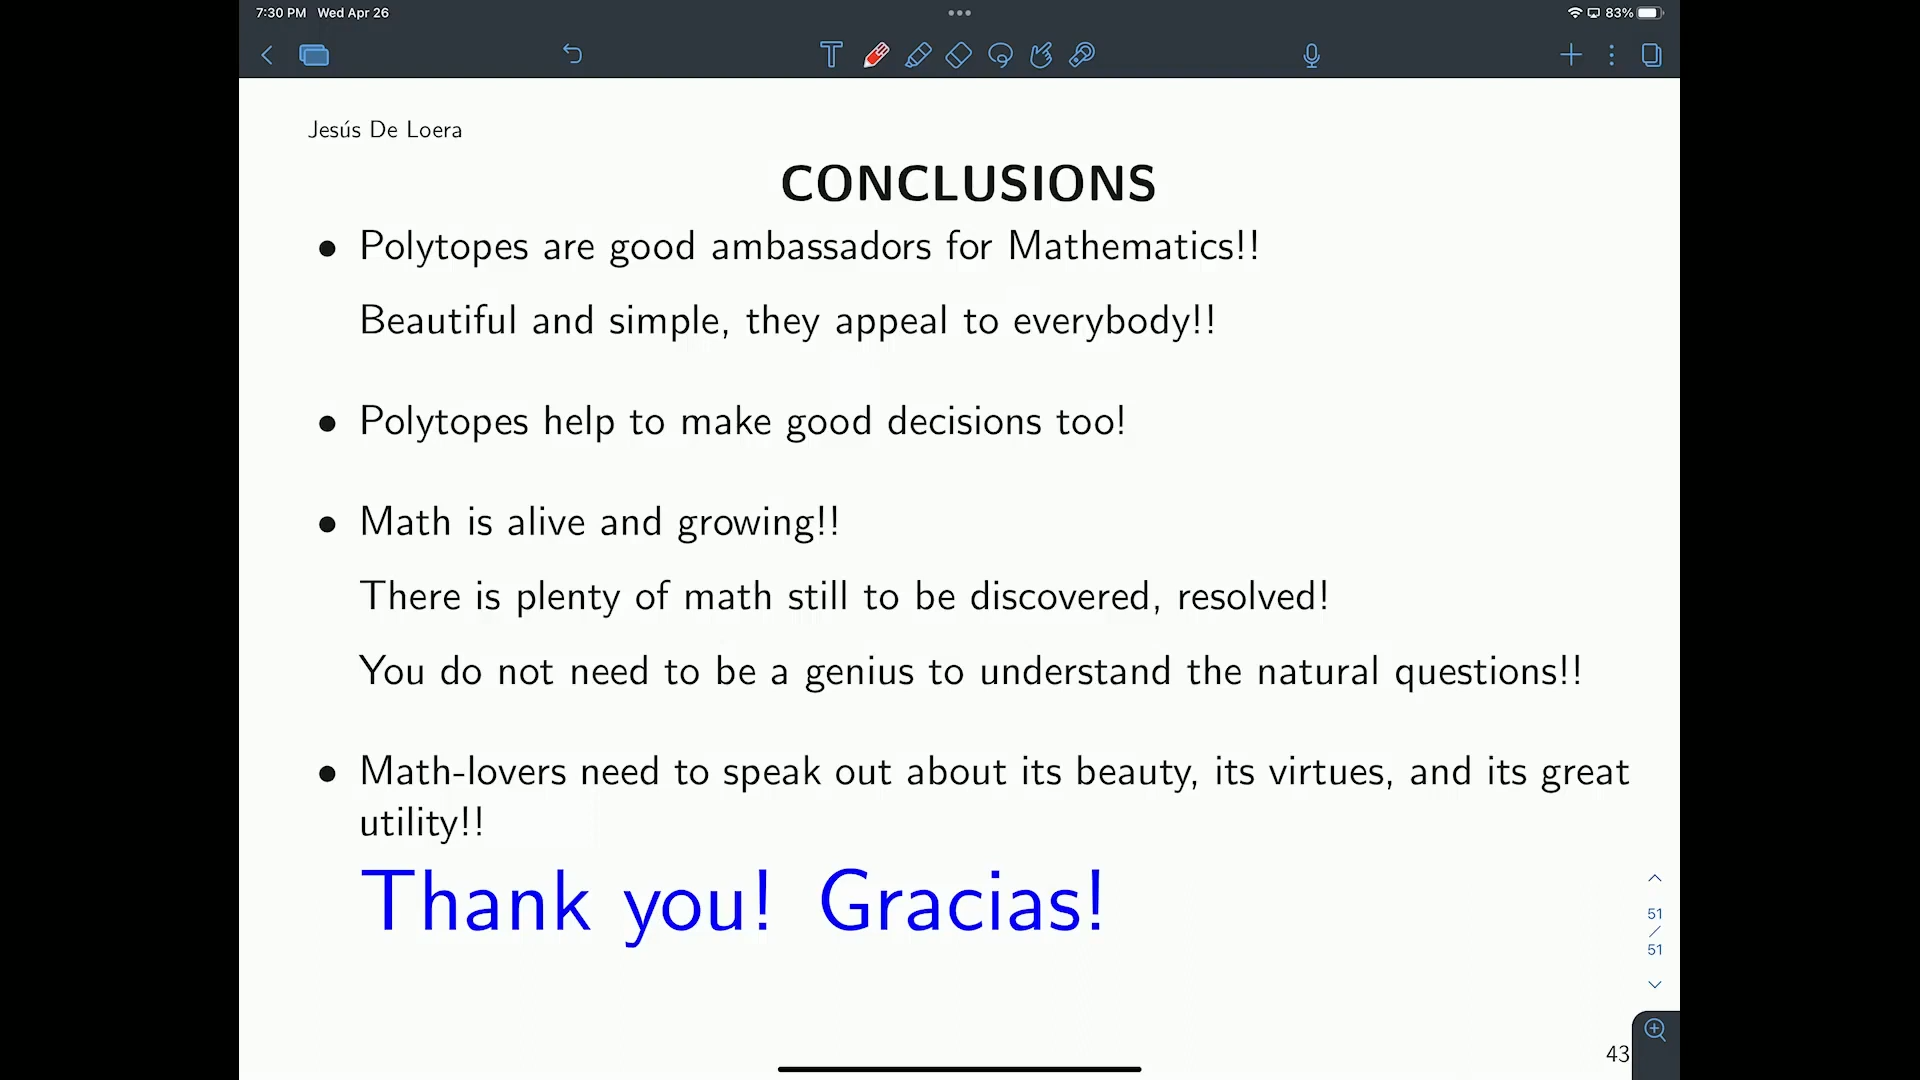 7:30 PM Wed Apr 26
83%
Jesús De Loera
CONCLUSIONS
• Polytopes are good ambassadors for Mathematics!!
Beautiful and simple, they appeal to everybody!!
• Polytopes help to make good decisions too!
• Math is alive and growing!!
There is plenty of math still to be discovered, resolved!
You do not need to be a genius to understand the natural questions!!
• Math-lovers need to speak out about its beauty, its virtues, and its great
utility!!
Thank you! Gracias!
51
/
51
43